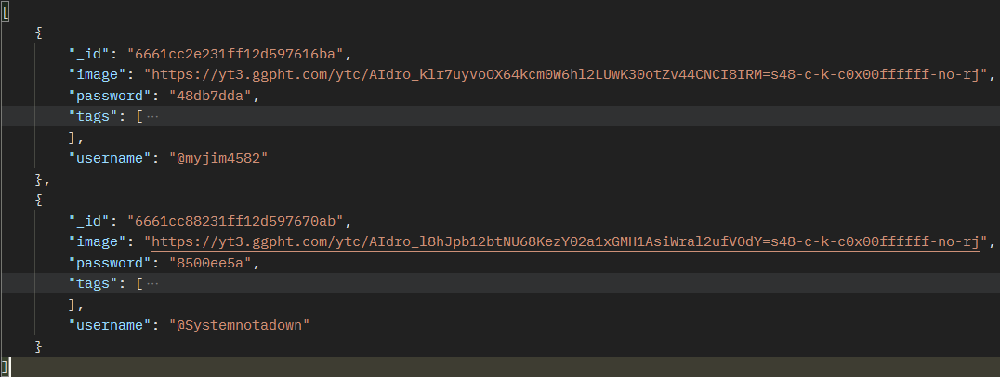 [
{
"_id": "6661cc2e231ff12d597616ba",
"image": "https://yt3.ggpht.com/ytc/AIdro_klr7uyvoOX64kcm0W6hl2LUwK30otZv44CNCI8IRM=s48-c-k-c0x00ffffff-no-rj",
"password": "48db7dda",
"tags": [ ...
],
"username": "@myjim4582"
},
{
"_id": "6661cc88231ff12d597670ab",
"image": "https://yt3.ggpht.com/ytc/AIdro_l8hJpb12btNU68KezY02a1xGMH1AsiWral2ufVOdY=s48-c-k-c0x00ffffff-no-rj",
"password": "8500ee5a",
"tags": [ ...
],
"username": "@Systemnotadown"
}
]